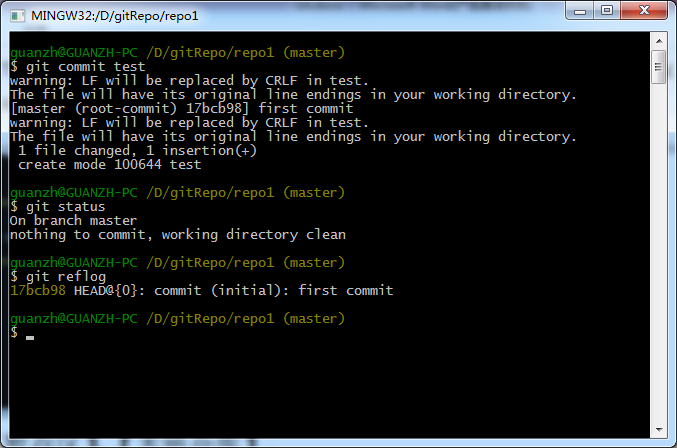 MINGW32:/D/gitRepo/repo1
guanzh@GUANZH-PC /D/gitRepo/repo1 (master)
$ git commit test
warning: LF will be replaced by CRLF in test.
The file will have its original line endings in your working directory.
[master (root-commit) 17bcb98] first commit
warning: LF will be replaced by CRLF in test.
The file will have its original line endings in your working directory.
 1 file changed, 1 insertion(+)
 create mode 100644 test
guanzh@GUANZH-PC /D/gitRepo/repo1 (master)
$ git status
On branch master
nothing to commit, working directory clean
guanzh@GUANZH-PC /D/gitRepo/repo1 (master)
$ git reflog
17bcb98 HEAD@{0}: commit (initial): first commit
guanzh@GUANZH-PC /D/gitRepo/repo1 (master)
$